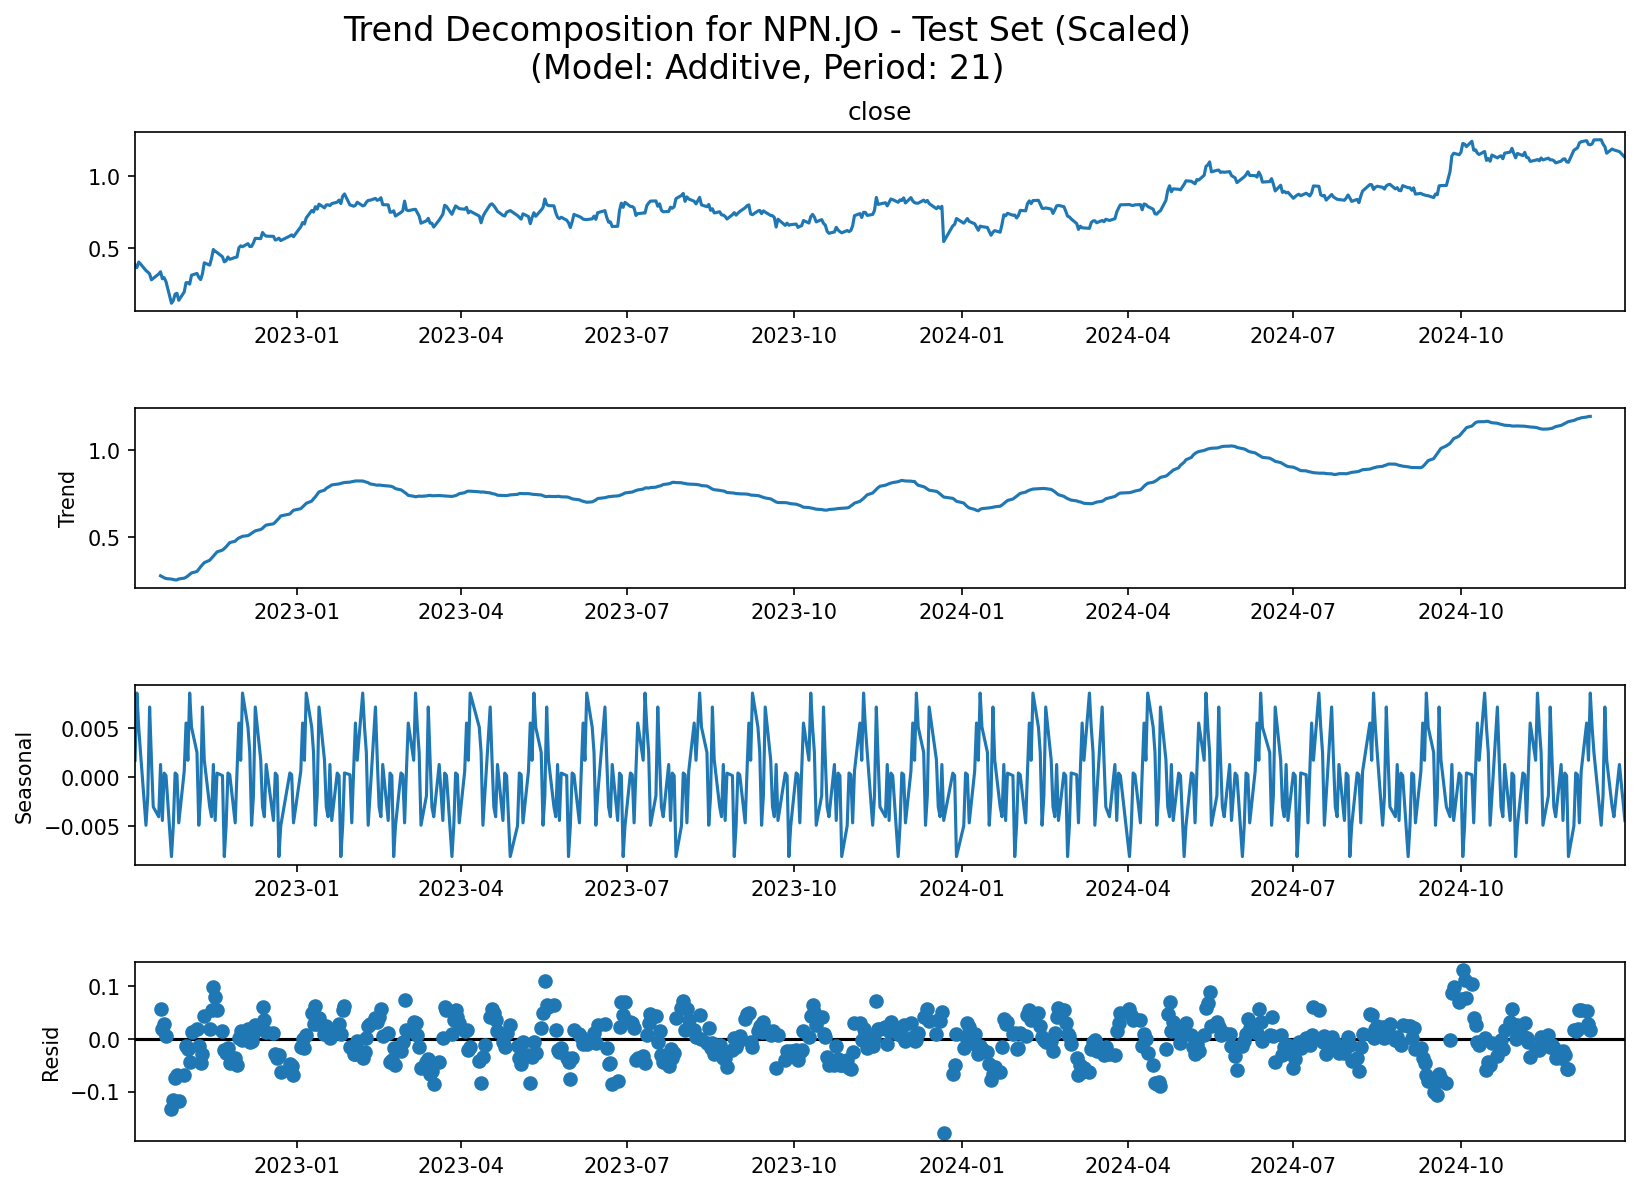 Trend Decomposition for NPN.JO - Test Set (Scaled)
(Model: Additive, Period: 21)
close
1.0
0.5
2023-01 2023-04 2023-07 2023-10 2024-01 2024-04 2024-07 2024-10
Trend
1.0
0.5
2023-01 2023-04 2023-07 2023-10 2024-01 2024-04 2024-07 2024-10
Seasonal
0.005
0.000
−0.005
2023-01 2023-04 2023-07 2023-10 2024-01 2024-04 2024-07 2024-10
Resid
0.1
0.0
−0.1
2023-01 2023-04 2023-07 2023-10 2024-01 2024-04 2024-07 2024-10